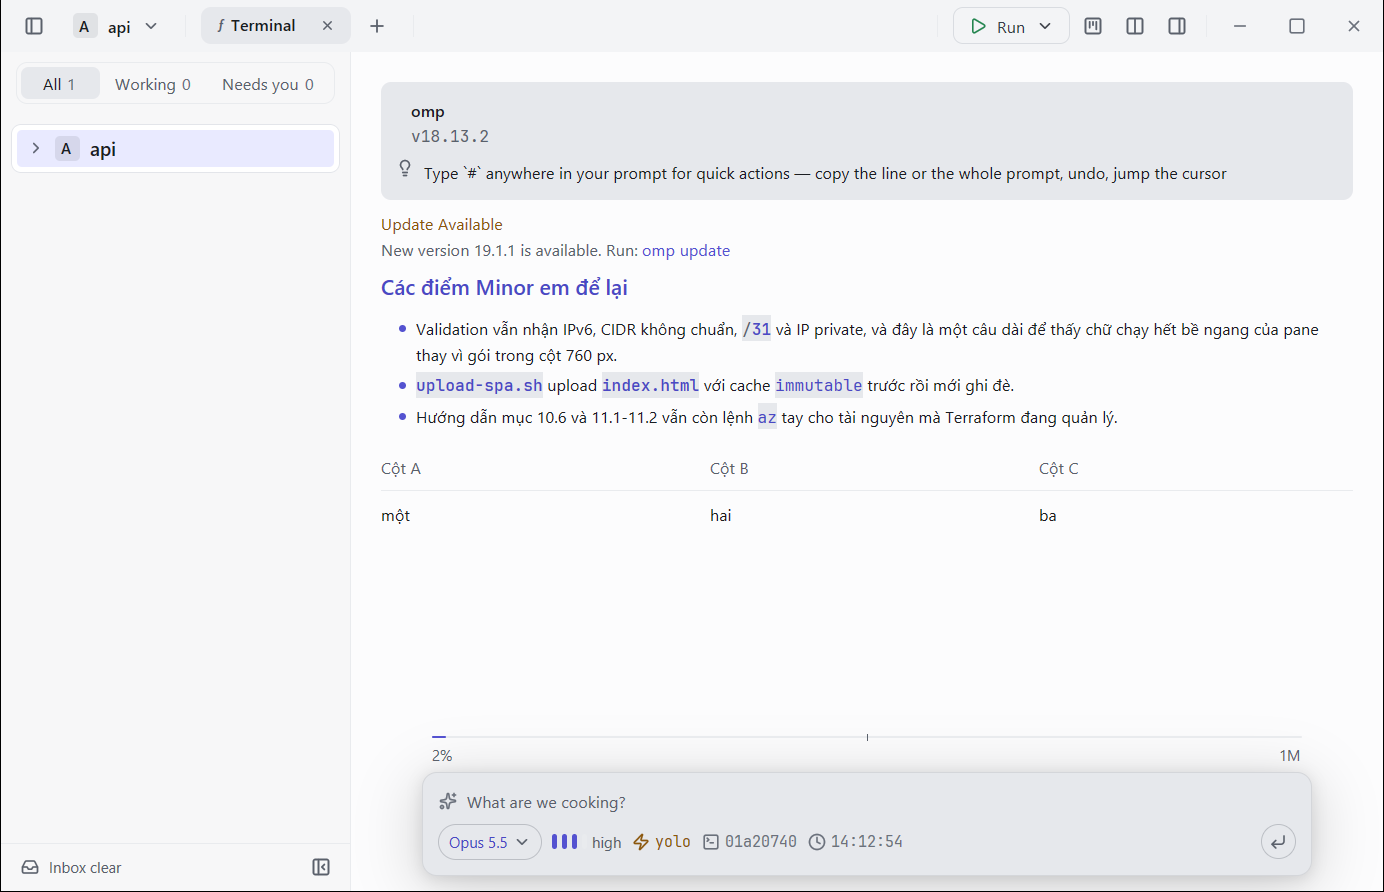 A api
Terminal
Run
All 1 Working 0 Needs you 0
A api
omp
v18.13.2
Type `#` anywhere in your prompt for quick actions — copy the line or the whole prompt, undo, jump the cursor
Update Available
New version 19.1.1 is available. Run: omp update
Các điểm Minor em để lại
Validation vẫn nhận IPv6, CIDR không chuẩn, /31 và IP private, và đây là một câu dài để thấy chữ chạy hết bề ngang của pane
thay vì gói trong cột 760 px.
upload-spa.sh upload index.html với cache immutable trước rồi mới ghi đè.
Hướng dẫn mục 10.6 và 11.1-11.2 vẫn còn lệnh az tay cho tài nguyên mà Terraform đang quản lý.
Cột A Cột B Cột C
một hai ba
2% 1M
What are we cooking?
Opus 5.5 high yolo 01a20740 14:12:54
Inbox clear